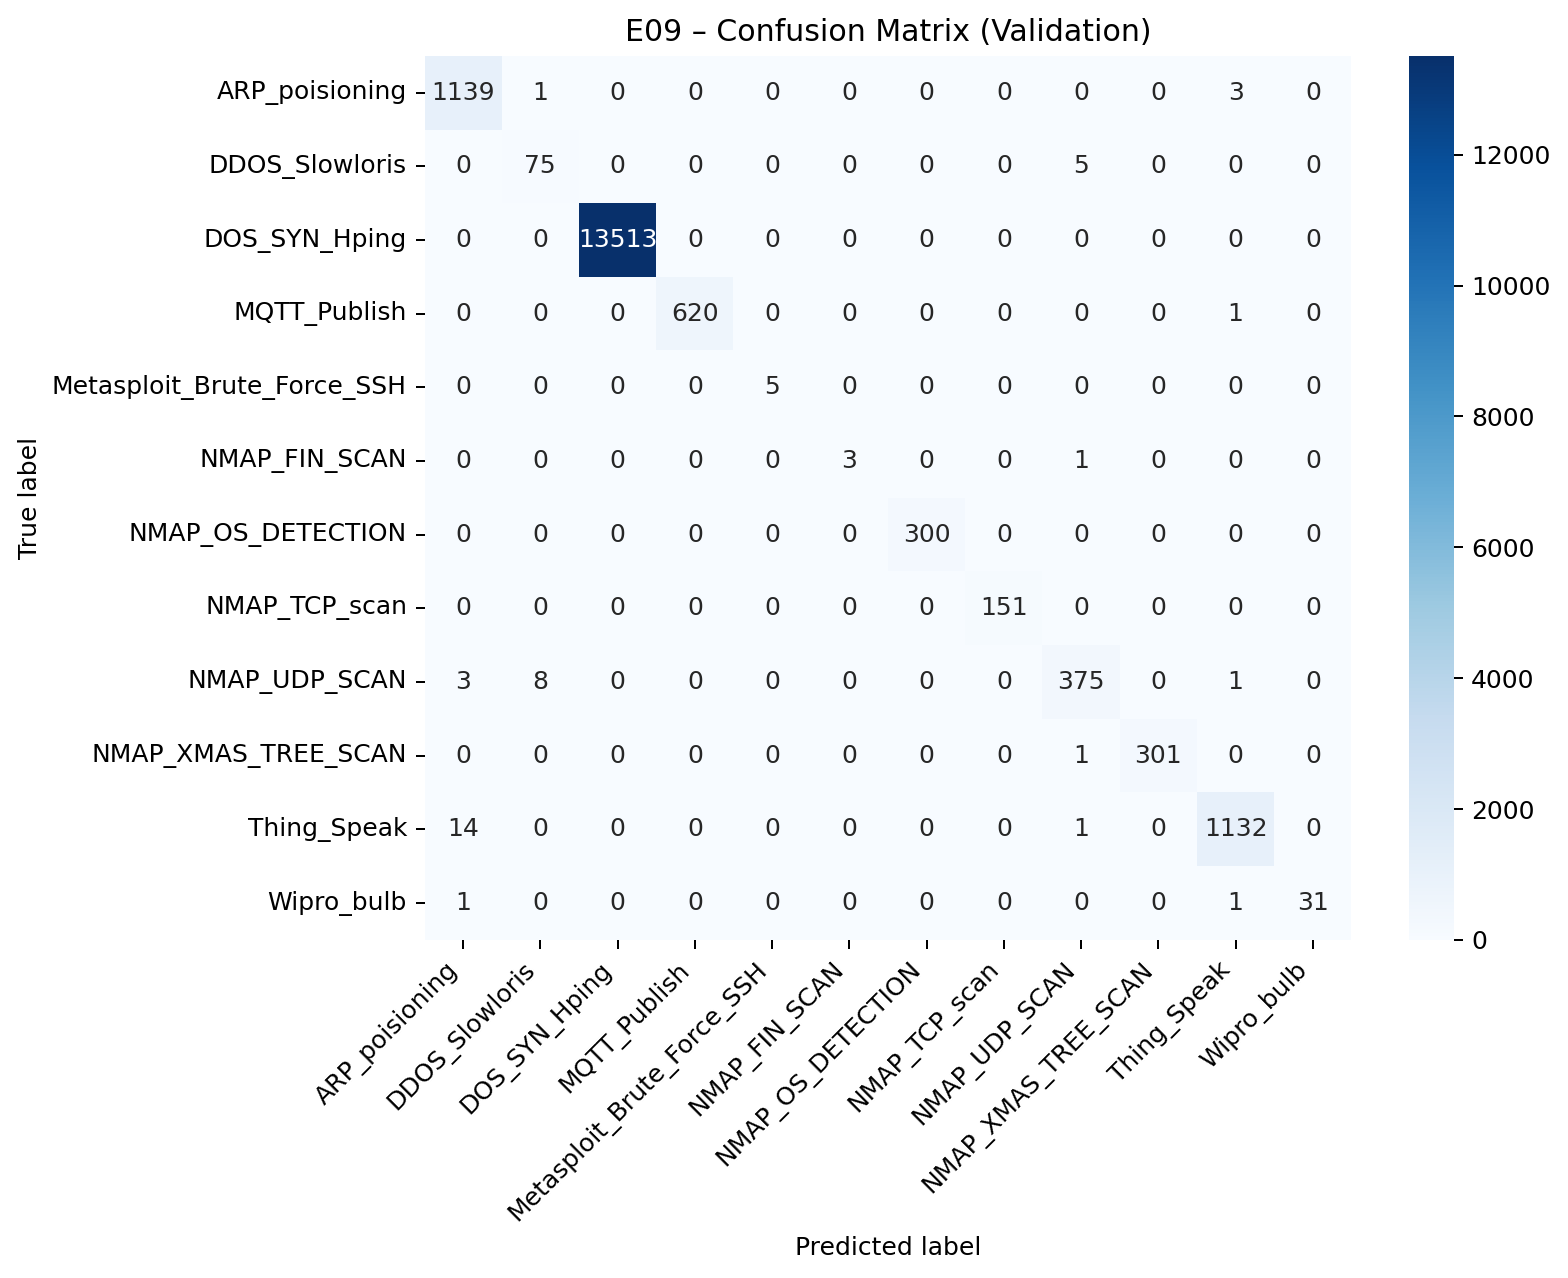 E09 – Confusion Matrix (Validation)
True label
ARP_poisioning 1139 1 0 0 0 0 0 0 0 0 3 0
DDOS_Slowloris 0 75 0 0 0 0 0 0 5 0 0 0
DOS_SYN_Hping 0 0 13513 0 0 0 0 0 0 0 0 0
MQTT_Publish 0 0 0 620 0 0 0 0 0 0 1 0
Metasploit_Brute_Force_SSH 0 0 0 0 5 0 0 0 0 0 0 0
NMAP_FIN_SCAN 0 0 0 0 0 3 0 0 1 0 0 0
NMAP_OS_DETECTION 0 0 0 0 0 0 300 0 0 0 0 0
NMAP_TCP_scan 0 0 0 0 0 0 0 151 0 0 0 0
NMAP_UDP_SCAN 3 8 0 0 0 0 0 0 375 0 1 0
NMAP_XMAS_TREE_SCAN 0 0 0 0 0 0 0 0 1 301 0 0
Thing_Speak 14 0 0 0 0 0 0 0 1 0 1132 0
Wipro_bulb 1 0 0 0 0 0 0 0 0 0 1 31
ARP_poisioning
DDOS_Slowloris
DOS_SYN_Hping
MQTT_Publish
Metasploit_Brute_Force_SSH
NMAP_FIN_SCAN
NMAP_OS_DETECTION
NMAP_TCP_scan
NMAP_UDP_SCAN
NMAP_XMAS_TREE_SCAN
Thing_Speak
Wipro_bulb
Predicted label
12000
10000
8000
6000
4000
2000
0